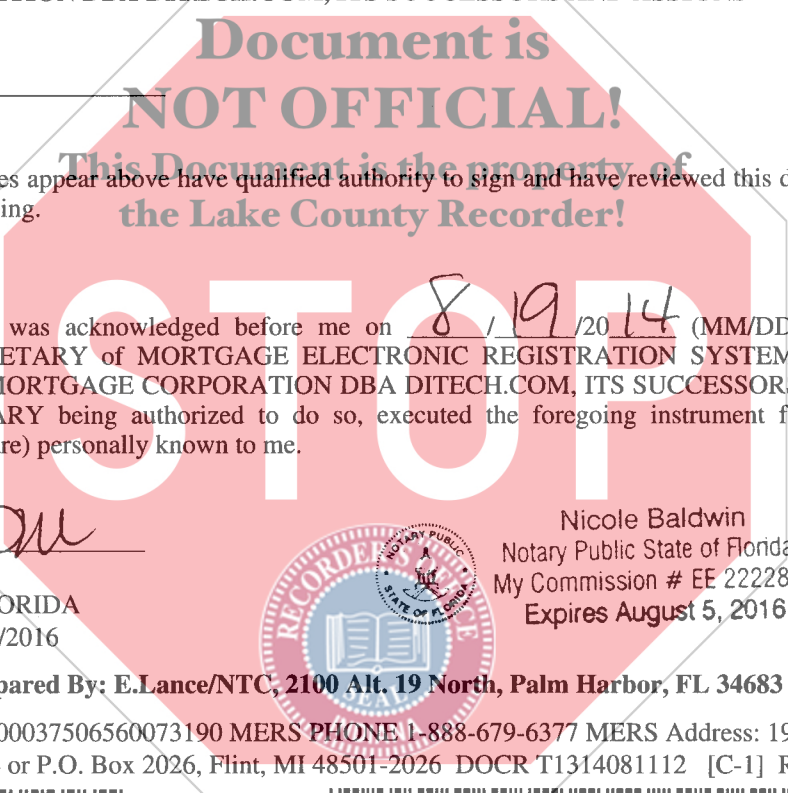 Document is
NOT OFFICIAL!
This Document is the property of
the Lake County Recorder!
es appear above have qualified authority to sign and have reviewed this d
ing.
STOP
was acknowledged before me on 8/19/2014 (MM/DD
ETARY of MORTGAGE ELECTRONIC REGISTRATION SYSTEM
MORTGAGE CORPORATION DBA DITECH.COM, ITS SUCCESSOR
ARY being authorized to do so, executed the foregoing instrument f
re) personally known to me.
Nicole Baldwin
Notary Public State of Florida
My Commission # EE 22228
Expires August 5, 2016
NOTARY PUBLIC
STATE OF FLORIDA
RECORDER'S OFFICE
SEAL
ORIDA
/2016
pared By: E.Lance/NTC, 2100 Alt. 19 North, Palm Harbor, FL 34683
00037506560073190 MERS PHONE 1-888-679-6377 MERS Address: 19
or P.O. Box 2026, Flint, MI 48501-2026 DOCR T1314081112 [C-1]